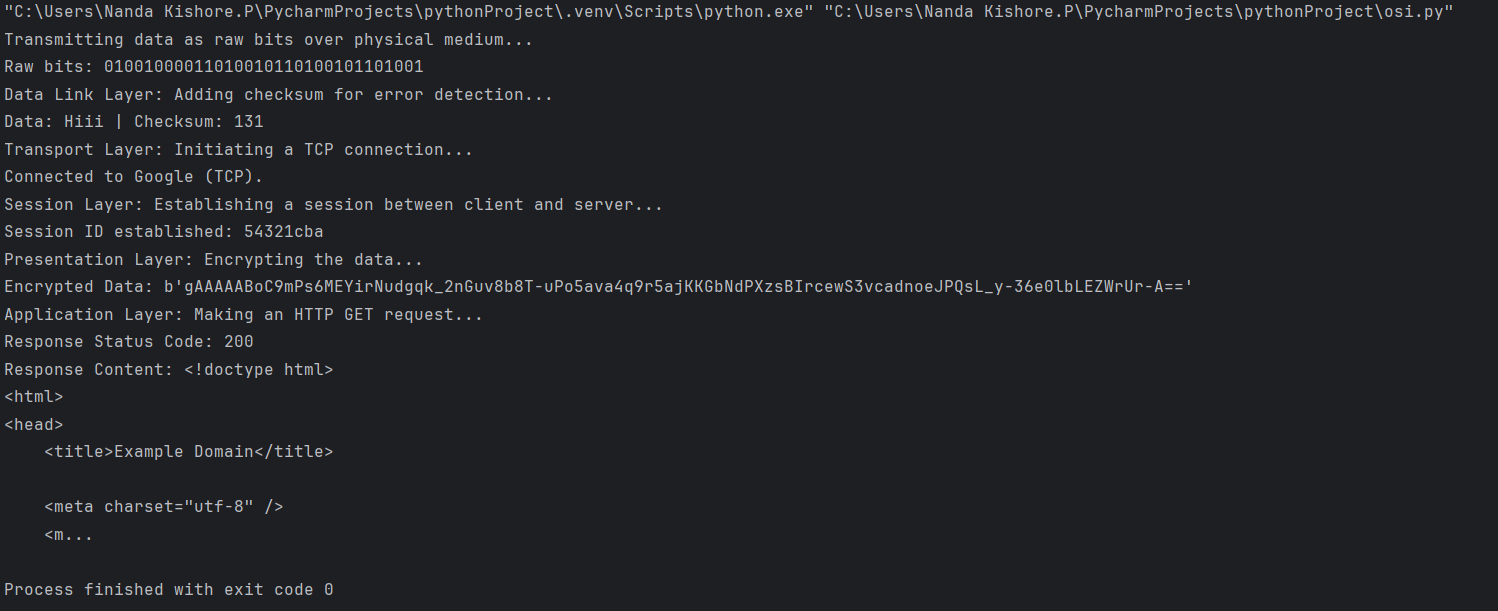 "C:\Users\Nanda Kishore.P\PycharmProjects\pythonProject\.venv\Scripts\python.exe" "C:\Users\Nanda Kishore.P\PycharmProjects\pythonProject\osi.py"
Transmitting data as raw bits over physical medium...
Raw bits: 01001000011010010110100101101001
Data Link Layer: Adding checksum for error detection...
Data: Hiii | Checksum: 131
Transport Layer: Initiating a TCP connection...
Connected to Google (TCP).
Session Layer: Establishing a session between client and server...
Session ID established: 54321cba
Presentation Layer: Encrypting the data...
Encrypted Data: b'gAAAAABoC9mPs6MEYirNudgqk_2nGuv8b8T-uPo5ava4q9r5ajKKGbNdPXzsBIrcewS3vcadnoeJPQsL_y-36e0lbLEZWrUr-A=='
Application Layer: Making an HTTP GET request...
Response Status Code: 200
Response Content: <!doctype html>
<html>
<head>
    <title>Example Domain</title>
    <meta charset="utf-8" />
    <m...
Process finished with exit code 0